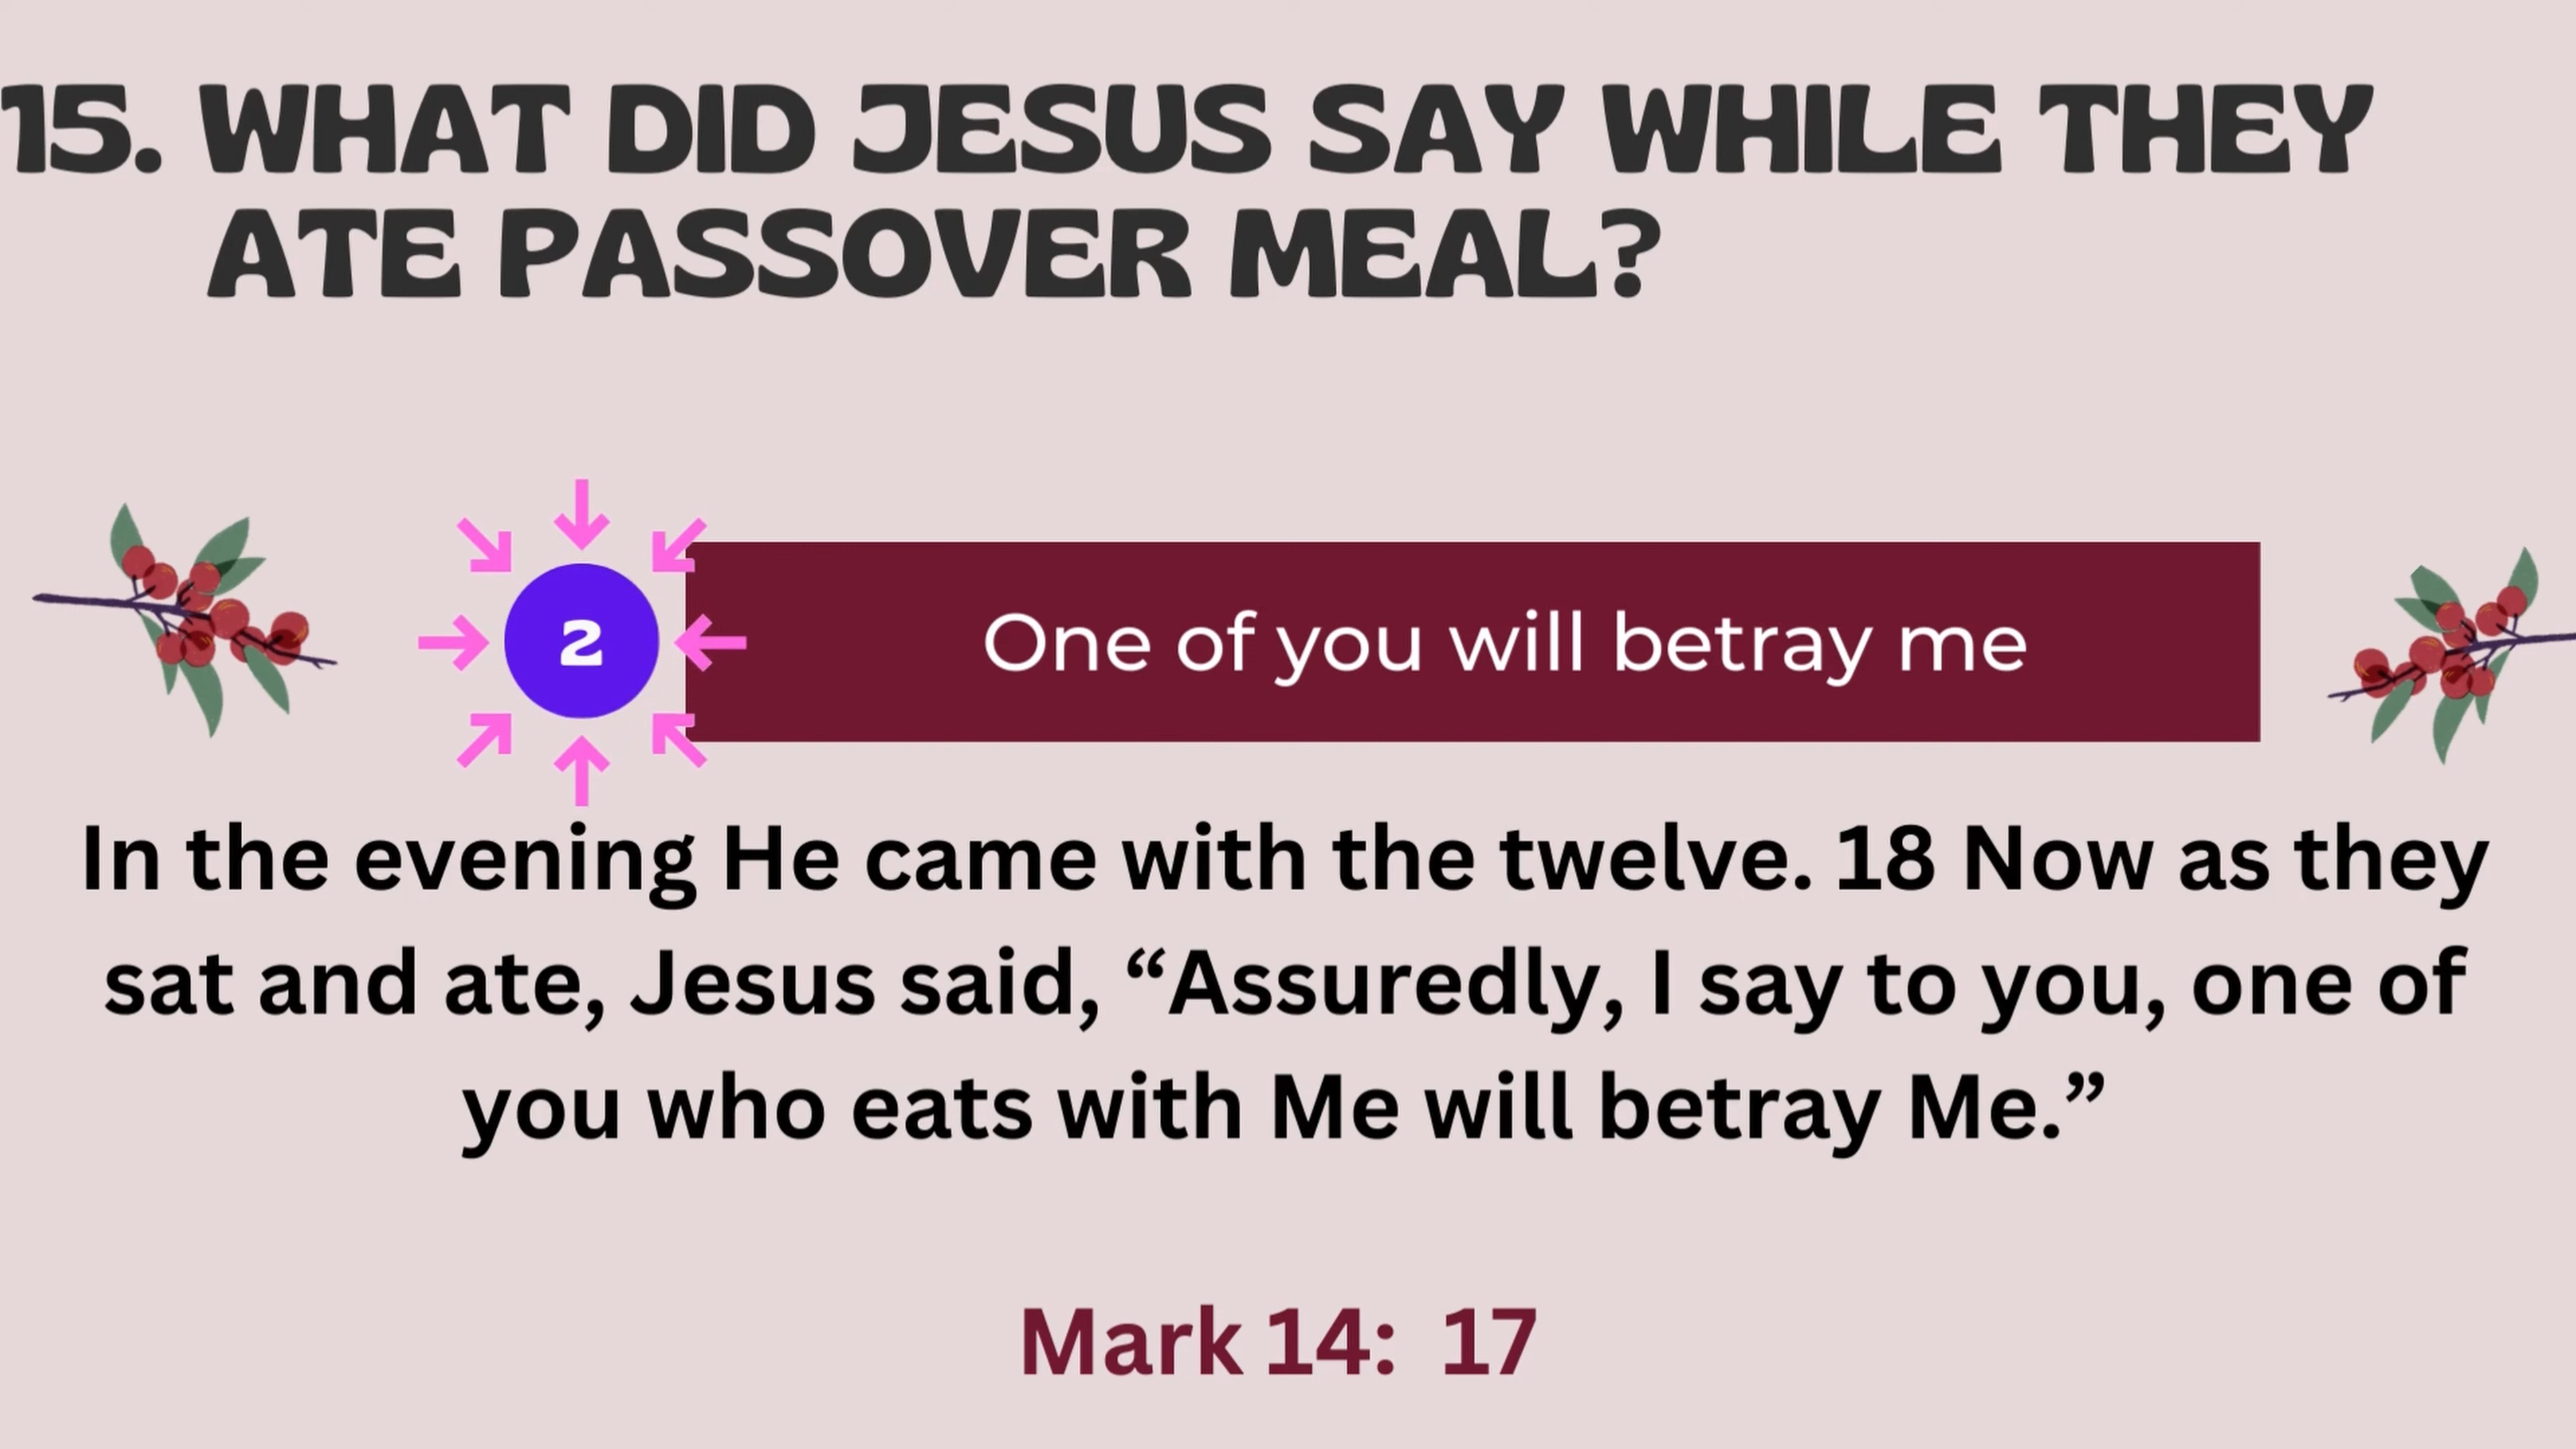 15. WHAT DID JESUS SAY WHILE THEY
ATE PASSOVER MEAL?
2
One of you will betray me
In the evening He came with the twelve. 18 Now as they
sat and ate, Jesus said, “Assuredly, I say to you, one of
you who eats with Me will betray Me.”
Mark 14: 17